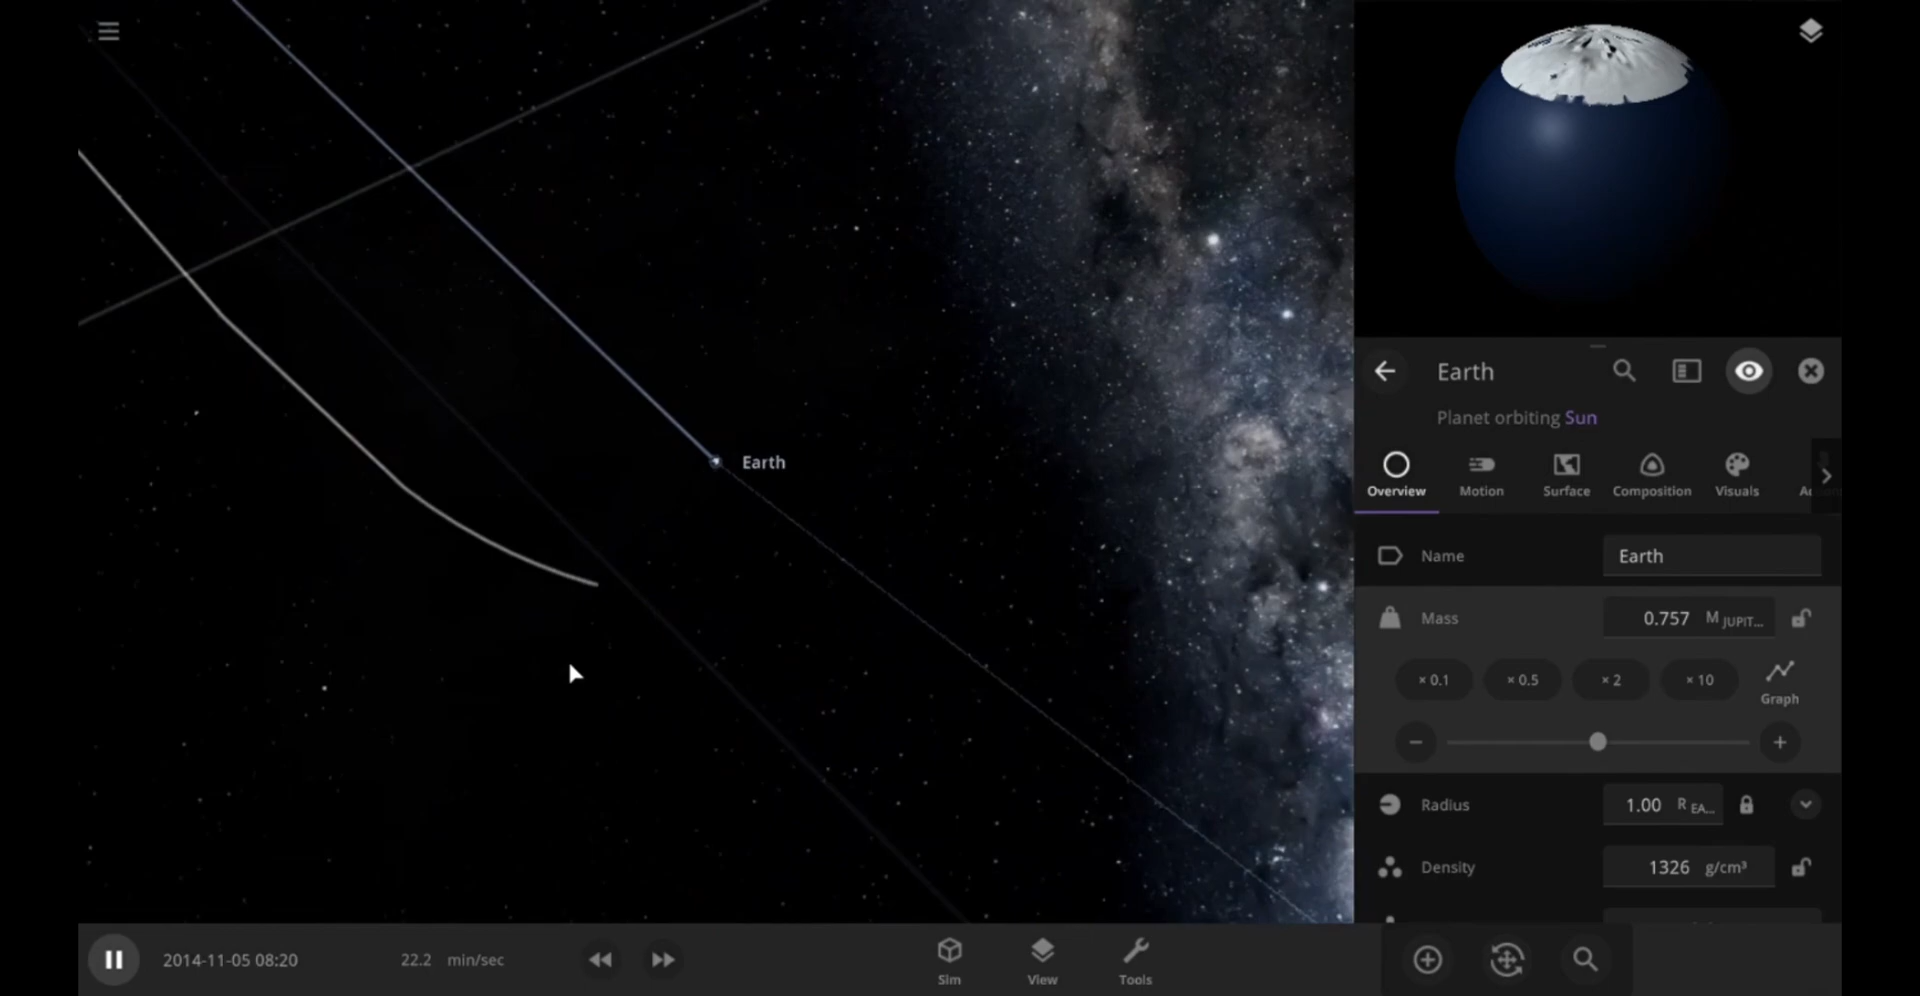 Earth
Earth
Planet orbiting Sun
Overview
Motion
Surface
Composition
Visuals
Name
Earth
Mass
0.757 M JUPIT...
× 0.1
× 0.5
× 2
× 10
Graph
Radius
1.00 R EA...
Density
1326 g/cm³
2014-11-05 08:20
22.2 min/sec
Sim
View
Tools